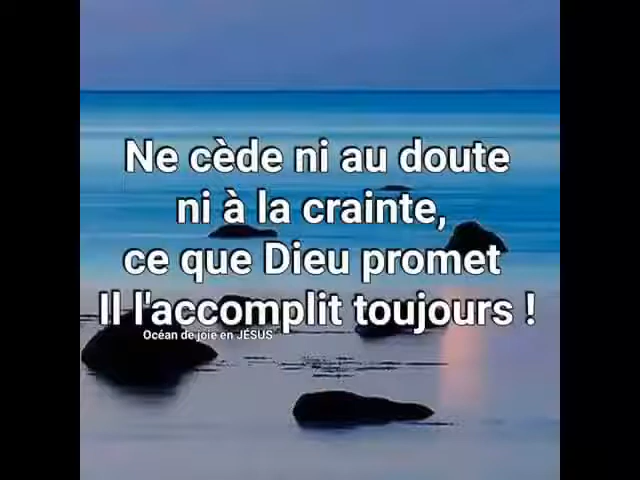 Ne cède ni au doute
ni à la crainte,
ce que Dieu promet
Il l'accomplit toujours !
Océan de joie en JÉSUS